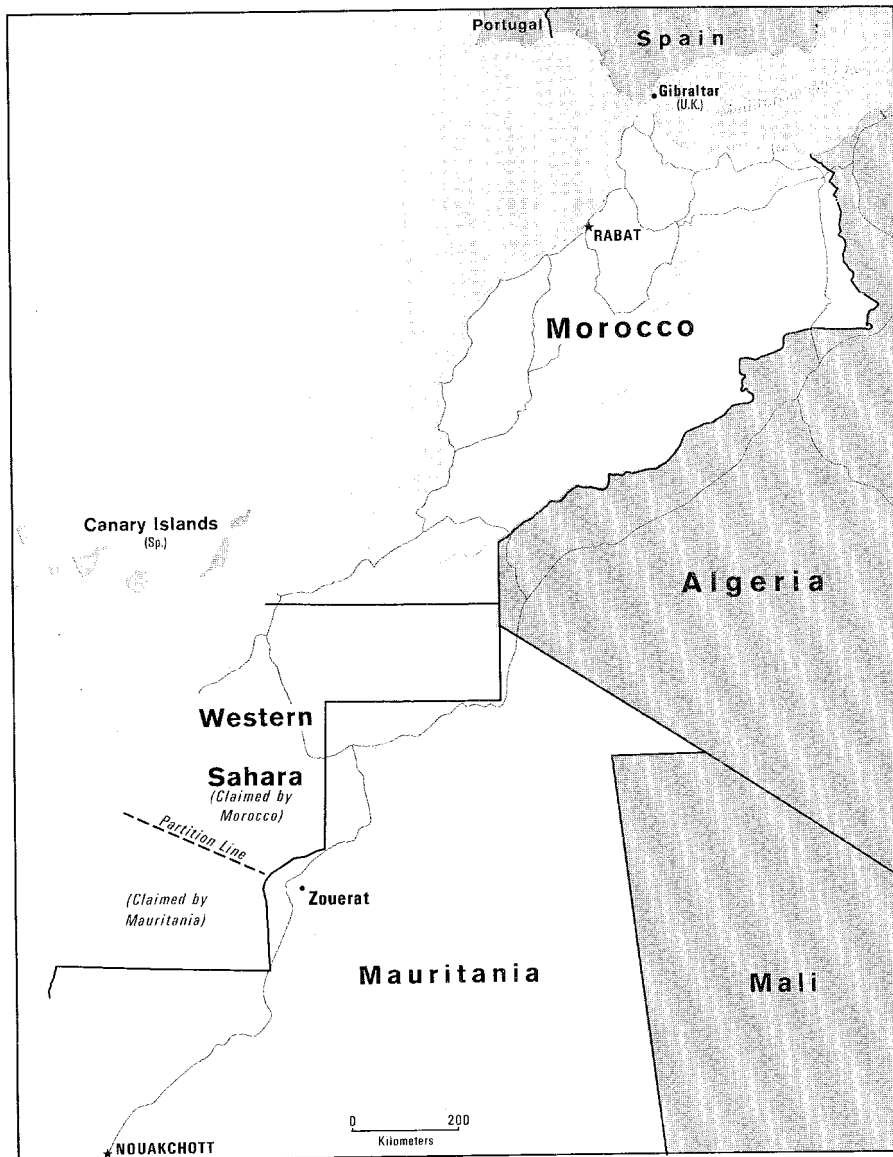 Portugal
Spain
Gibraltar
(U.K.)
RABAT
Morocco
Canary Islands
(Sp.)
Algeria
Western
Sahara
(Claimed by
Morocco)
Partition Line
(Claimed by
Mauritania)
Zouerat
Mauritania
Mali
0 200
Kilometers
NOUAKCHOTT